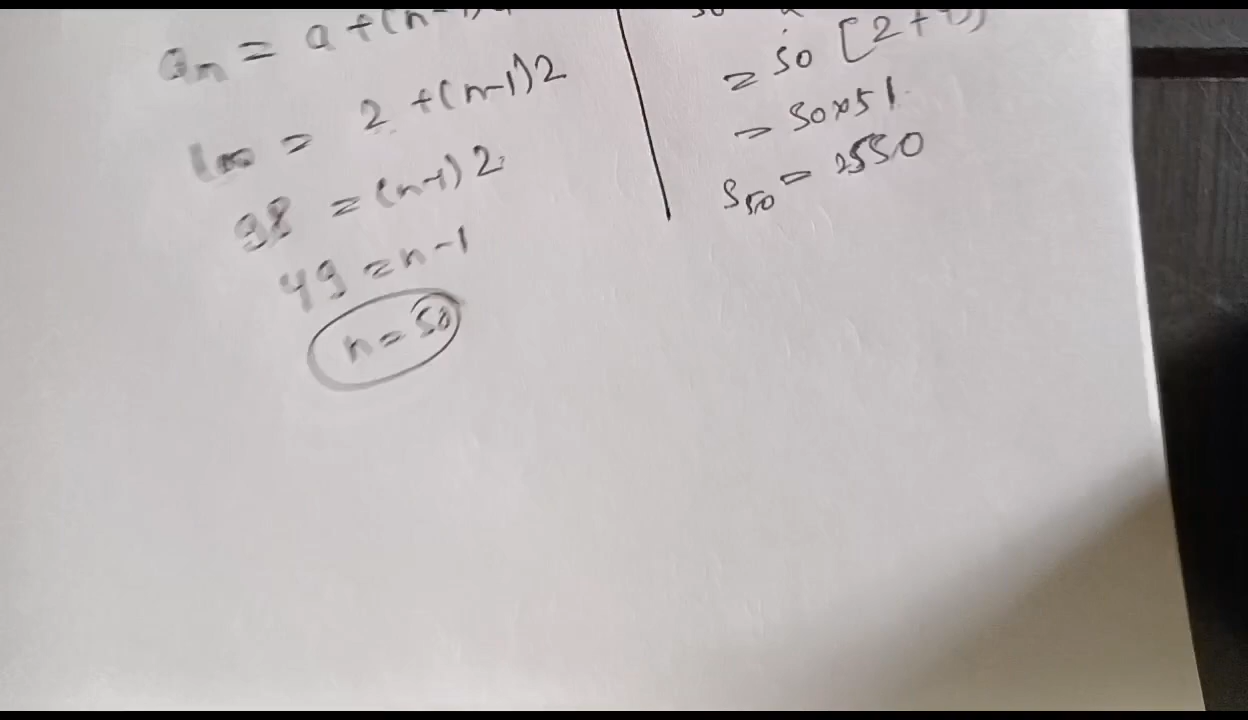 an = a + (n-1)
100 = 2 + (n-1)2
98 = (n-1)2
49 = n-1
n = 50
= 50 [2+
= 50×51
S50 = 2550